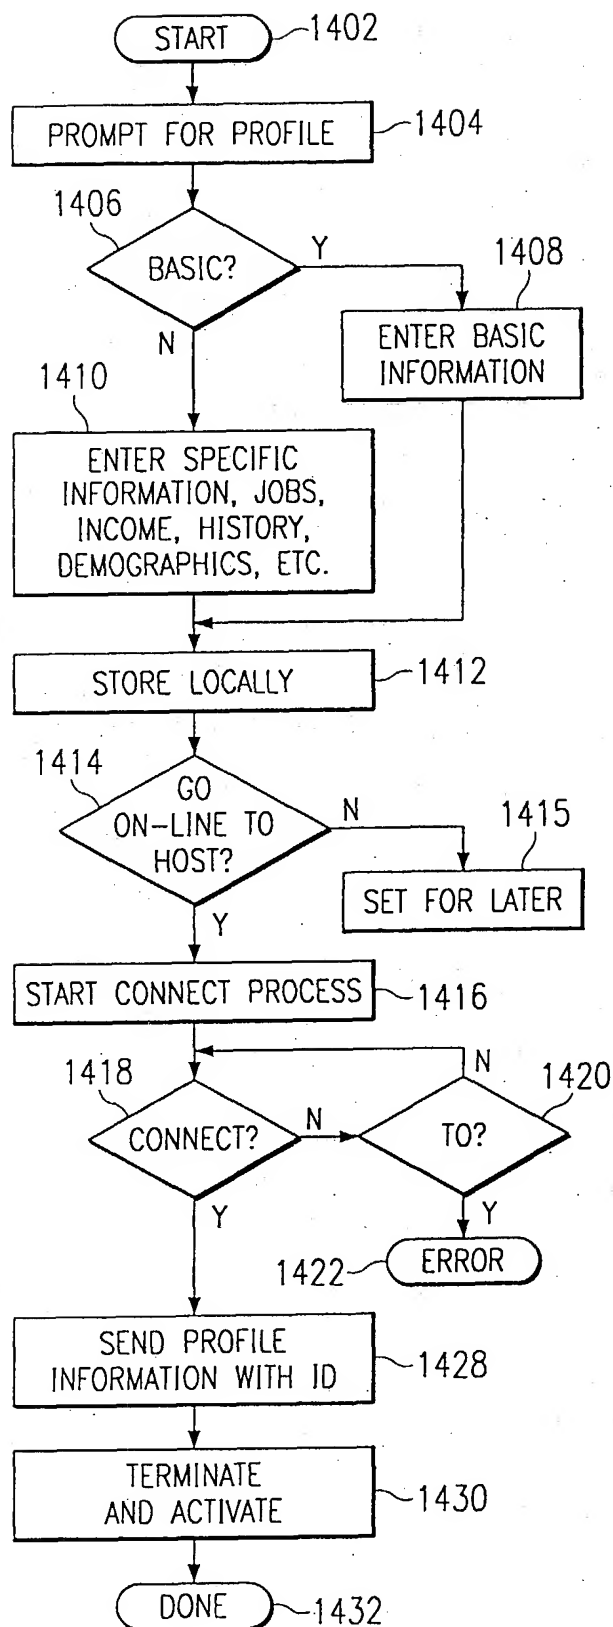 START
1402
PROMPT FOR PROFILE
1404
1406
BASIC?
Y
N
1408
ENTER BASIC
INFORMATION
1410
ENTER SPECIFIC
INFORMATION, JOBS,
INCOME, HISTORY,
DEMOGRAPHICS, ETC.
STORE LOCALLY
1412
1414
GO
ON-LINE TO
HOST?
N
Y
1415
SET FOR LATER
START CONNECT PROCESS
1416
1418
CONNECT?
N
Y
1420
TO?
N
Y
1422
ERROR
SEND PROFILE
INFORMATION WITH ID
1428
TERMINATE
AND ACTIVATE
1430
DONE
1432